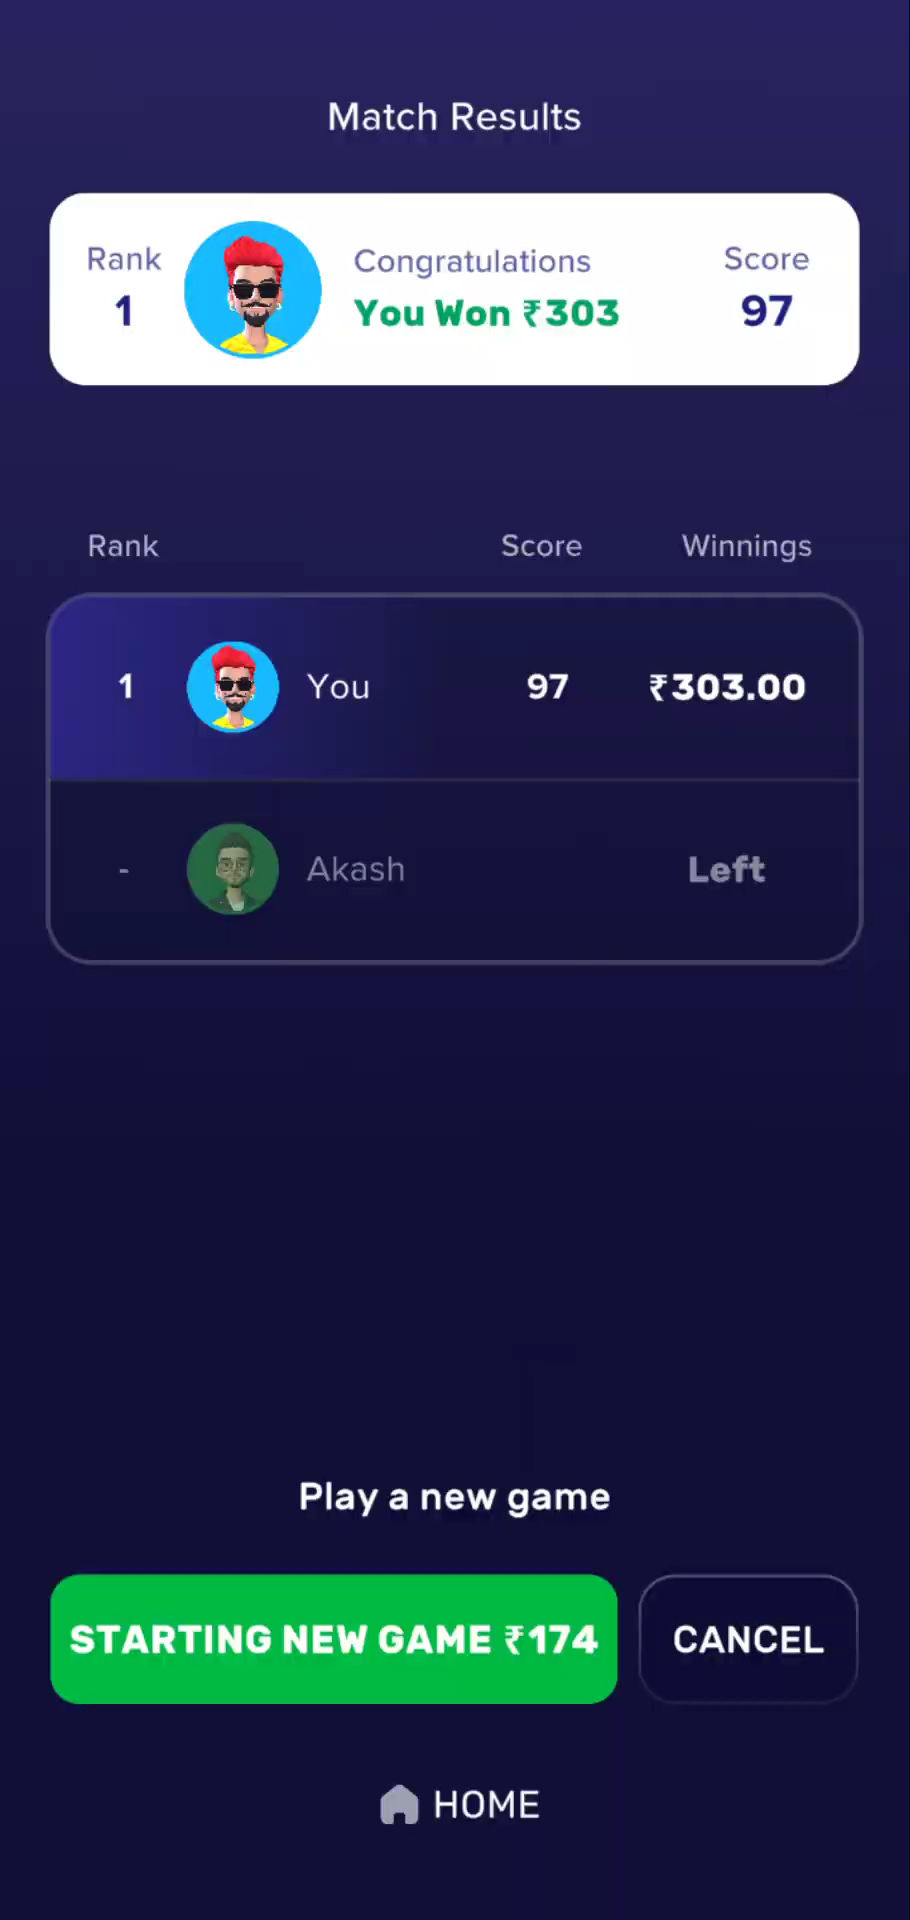 Match Results
Rank Congratulations Score
1 You Won ₹303 97
Rank Score Winnings
1 You 97 ₹303.00
- Akash Left
Play a new game
STARTING NEW GAME ₹174 CANCEL
HOME